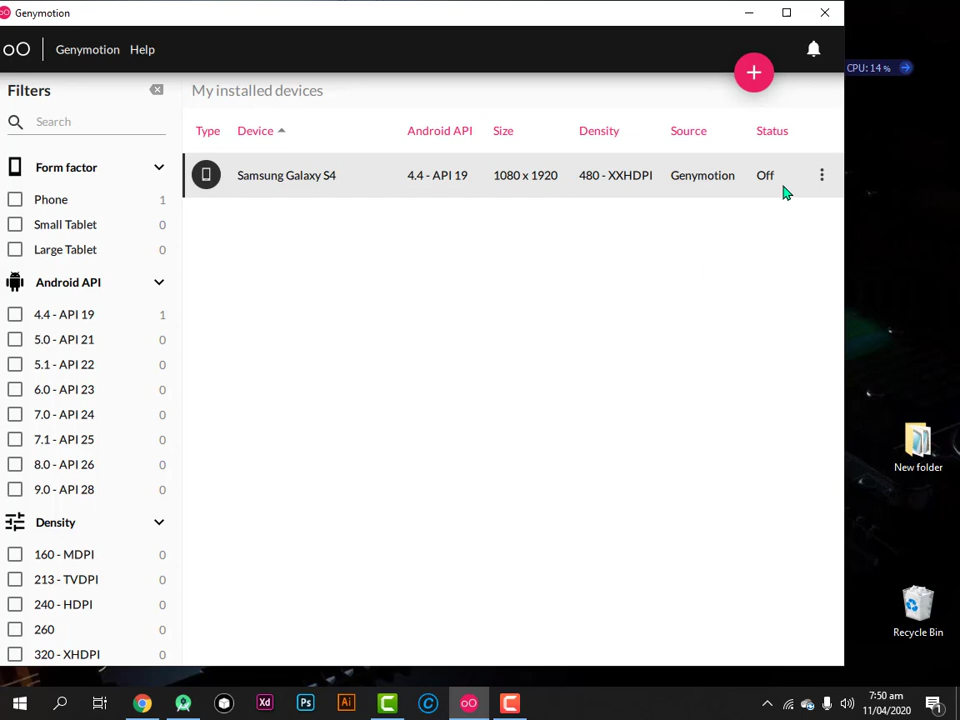 Genymotion
Genymotion Help
CPU: 14 %
Filters
My installed devices
Search
Type Device Android API Size Density Source Status
Samsung Galaxy S4 4.4 - API 19 1080 x 1920 480 - XXHDPI Genymotion Off
Form factor
Phone 1
Small Tablet 0
Large Tablet 0
Android API
4.4 - API 19 1
5.0 - API 21 0
5.1 - API 22 0
6.0 - API 23 0
7.0 - API 24 0
7.1 - API 25 0
8.0 - API 26 0
9.0 - API 28 0
Density
160 - MDPI 0
213 - TVDPI 0
240 - HDPI 0
260 0
320 - XHDPI 0
New folder
Recycle Bin
Xd Ps Ai
7:50 am
11/04/2020
1